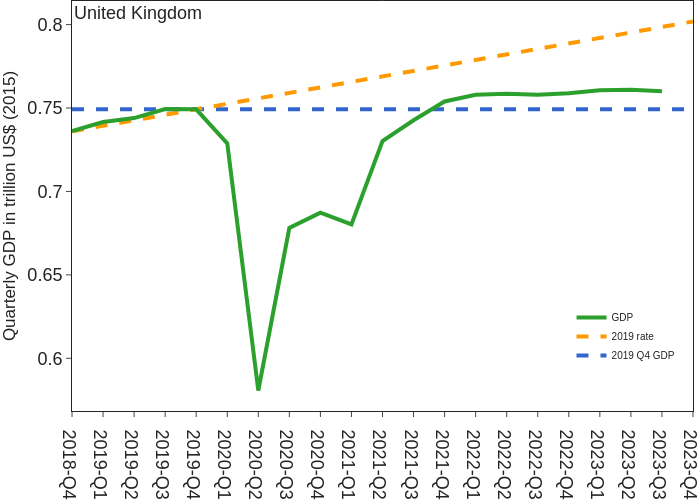 United Kingdom
Quarterly GDP in trillion US$ (2015)
0.8
0.75
0.7
0.65
0.6
GDP
2019 rate
2019 Q4 GDP
2018-Q4
2019-Q1
2019-Q2
2019-Q3
2019-Q4
2020-Q1
2020-Q2
2020-Q3
2020-Q4
2021-Q1
2021-Q2
2021-Q3
2021-Q4
2022-Q1
2022-Q2
2022-Q3
2022-Q4
2023-Q1
2023-Q2
2023-Q3